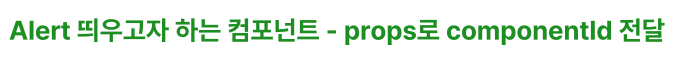 Alert 띄우고자 하는 컴포넌트 - props로 componentId 전달